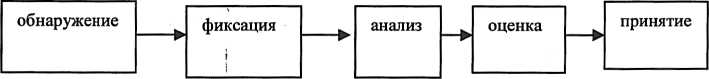 обнаружение
фиксация
анализ
оценка
принятие